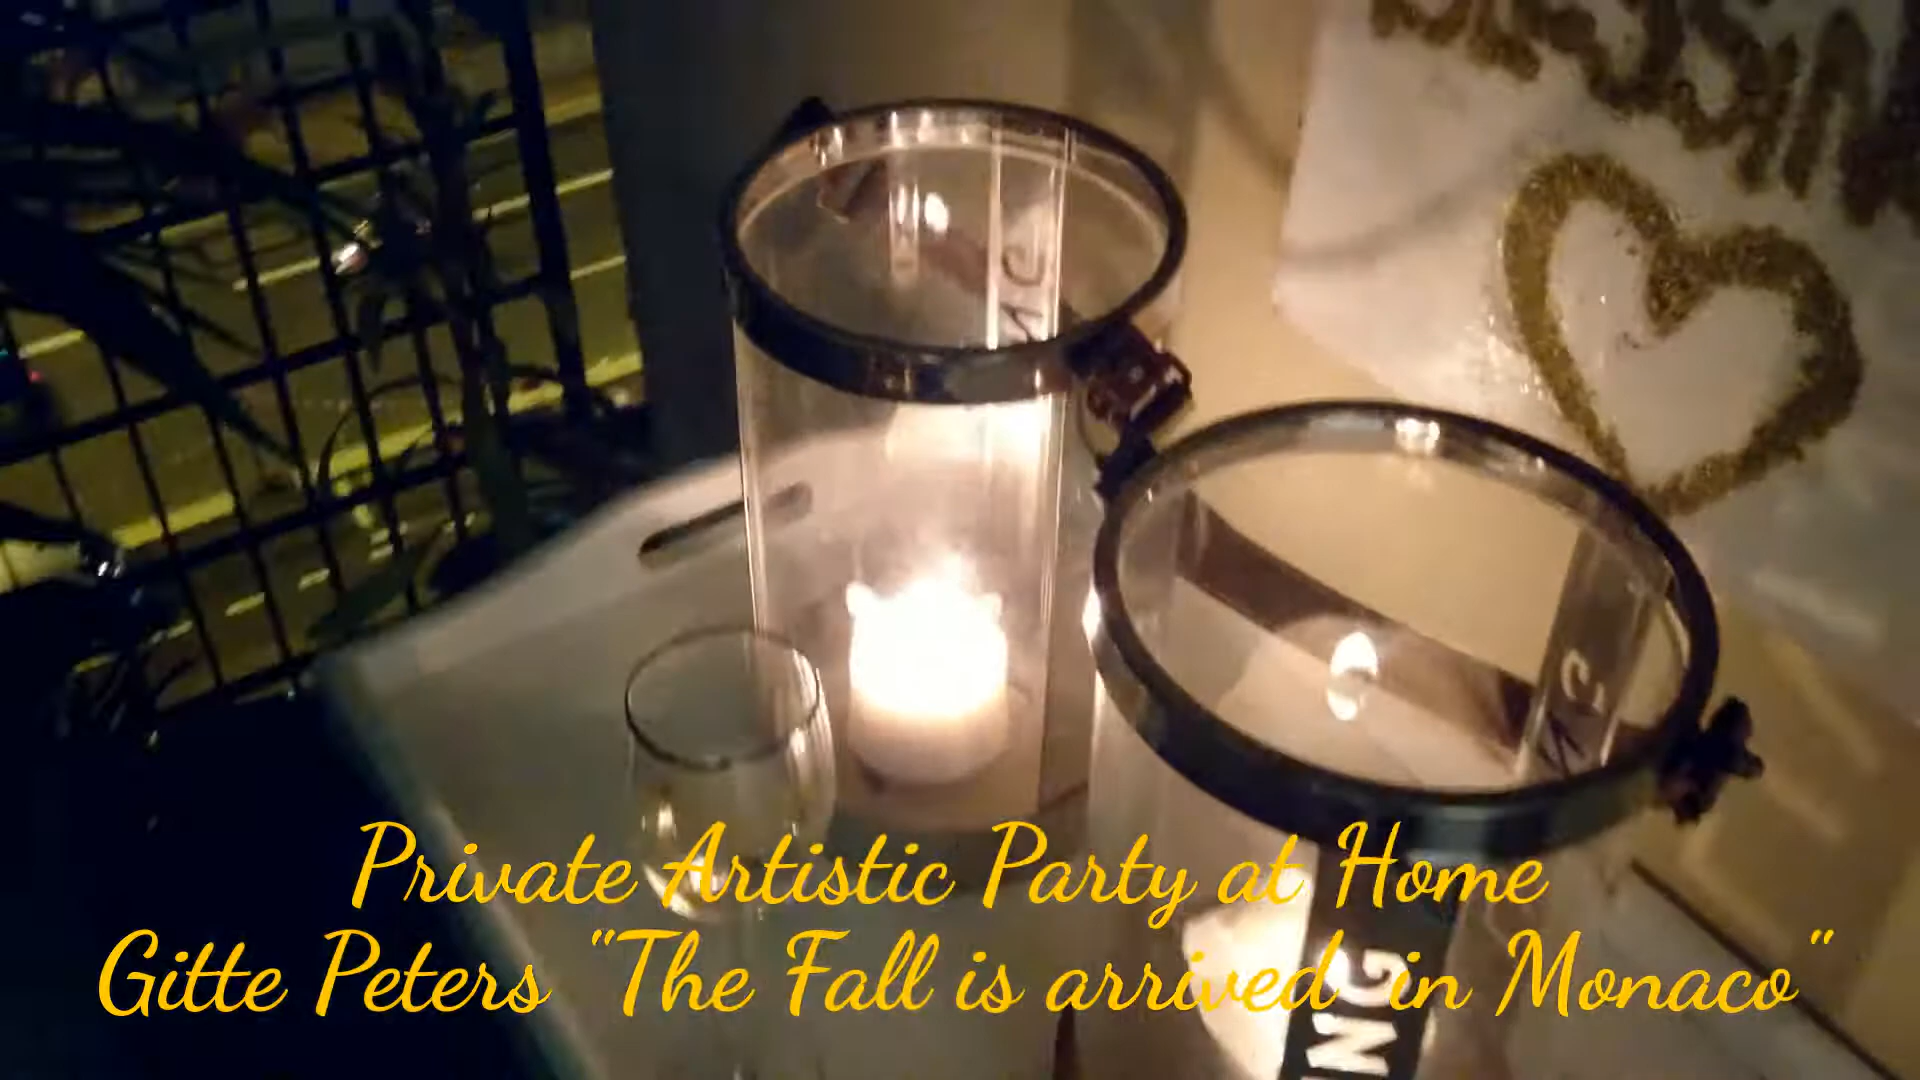 Private Artistic Party at Home
Gitte Peters “The Fall is arrived in Monaco“